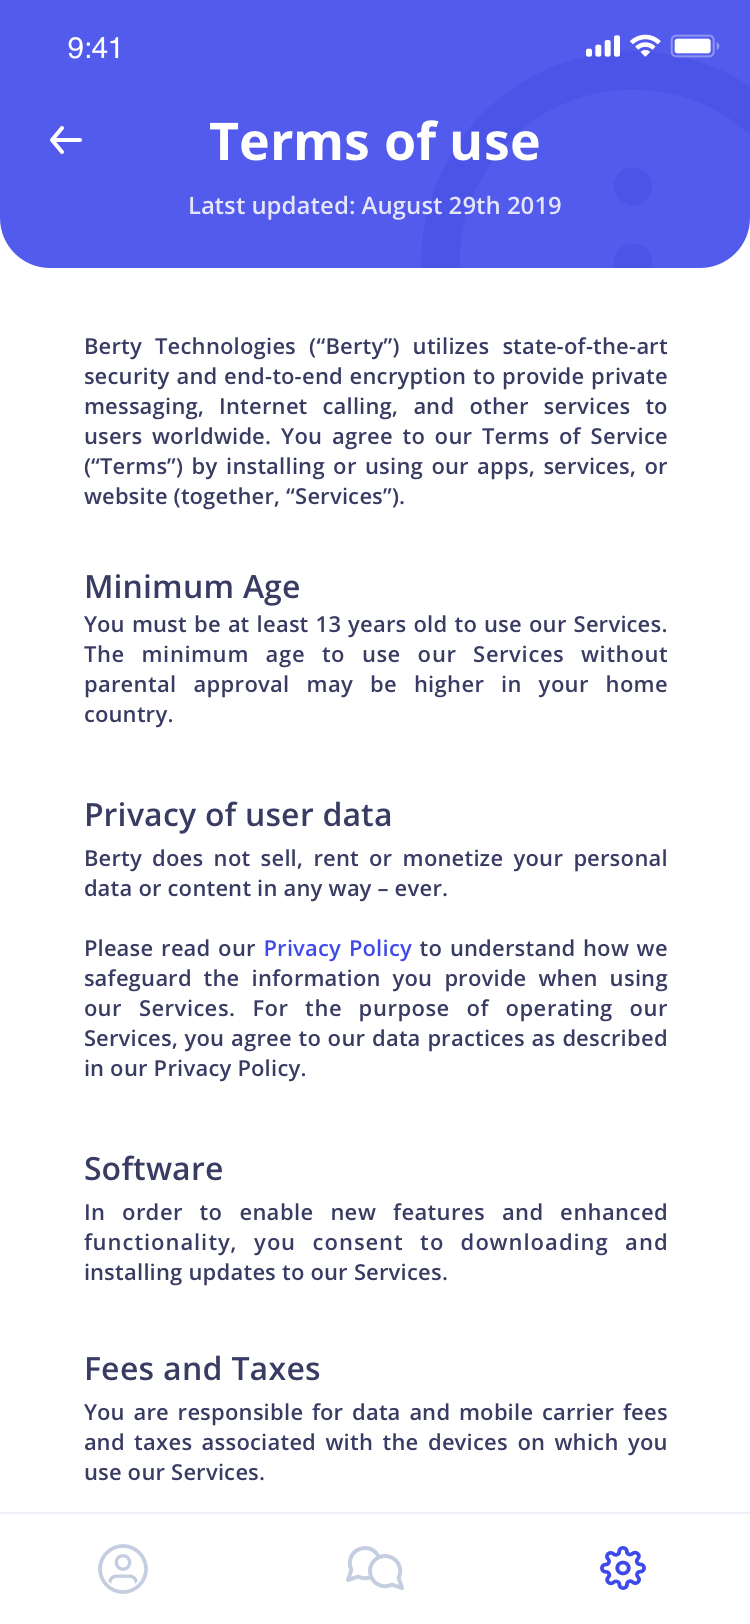 9:41
Terms of use
Latst updated: August 29th 2019
Berty Technologies (“Berty”) utilizes state-of-the-art
security and end-to-end encryption to provide private
messaging, Internet calling, and other services to
users worldwide. You agree to our Terms of Service
(“Terms”) by installing or using our apps, services, or
website (together, “Services”).
Minimum Age
You must be at least 13 years old to use our Services.
The minimum age to use our Services without
parental approval may be higher in your home
country.
Privacy of user data
Berty does not sell, rent or monetize your personal
data or content in any way – ever.
Please read our Privacy Policy to understand how we
safeguard the information you provide when using
our Services. For the purpose of operating our
Services, you agree to our data practices as described
in our Privacy Policy.
Software
In order to enable new features and enhanced
functionality, you consent to downloading and
installing updates to our Services.
Fees and Taxes
You are responsible for data and mobile carrier fees
and taxes associated with the devices on which you
use our Services.